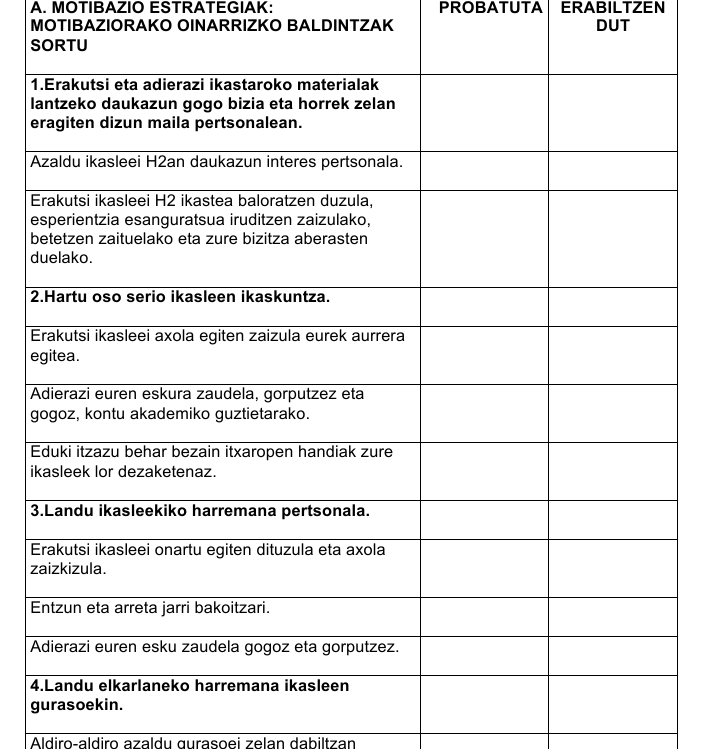 A. MOTIBAZIO ESTRATEGIAK:
MOTIBAZIORAKO OINARRIZKO BALDINTZAK
SORTU
PROBATUTA
ERABILTZEN
DUT
1.Erakutsi eta adierazi ikastaroko materialak
lantzeko daukazun gogo bizia eta horrek zelan
eragiten dizun maila pertsonalean.
Azaldu ikasleei H2an daukazun interes pertsonala.
Erakutsi ikasleei H2 ikastea baloratzen duzula,
esperientzia esanguratsua iruditzen zaizulako,
betetzen zaituelako eta zure bizitza aberasten
duelako.
2.Hartu oso serio ikasleen ikaskuntza.
Erakutsi ikasleei axola egiten zaizula eurek aurrera
egitea.
Adierazi euren eskura zaudela, gorputzez eta
gogoz, kontu akademiko guztietarako.
Eduki itzazu behar bezain itxaropen handiak zure
ikasleek lor dezaketenaz.
3.Landu ikasleekiko harremana pertsonala.
Erakutsi ikasleei onartu egiten dituzula eta axola
zaizkizula.
Entzun eta arreta jarri bakoitzari.
Adierazi euren esku zaudela gogoz eta gorputzez.
4.Landu elkarlaneko harremana ikasleen
gurasoekin.
Aldiro-aldiro azaldu gurasoei zelan dabiltzan